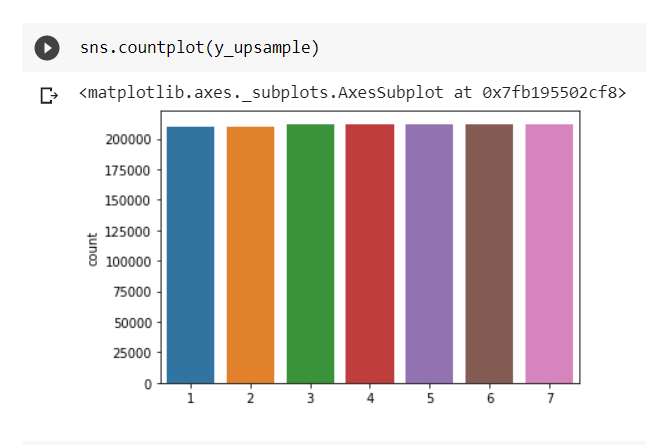 sns.countplot(y_upsample)
<matplotlib.axes._subplots.AxesSubplot at 0x7fb195502cf8>
200000
175000
150000
125000
100000
75000
50000
25000
0
count
1 2 3 4 5 6 7